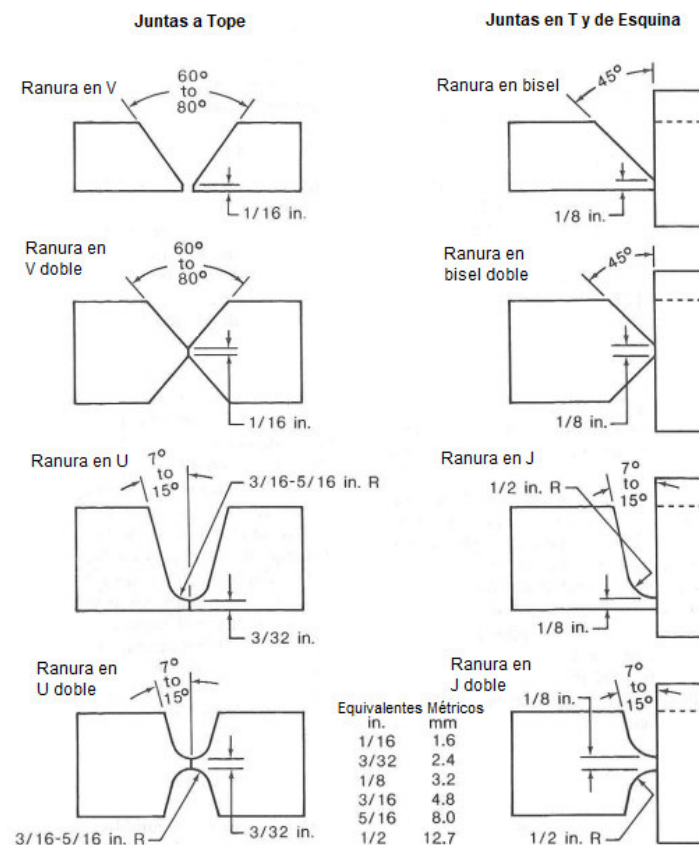 Juntas a Tope
Juntas en T y de Esquina
Ranura en V
60°
to
80°
1/16 in.
Ranura en bisel
45°
1/8 in.
Ranura en
V doble
60°
to
80°
1/16 in.
Ranura en
bisel doble
45°
1/8 in.
Ranura en U
7°
to
15°
3/16-5/16 in. R
3/32 in.
Ranura en J
7°
to
15°
1/2 in. R
1/8 in.
Ranura en
U doble
7°
to
15°
3/16-5/16 in. R
3/32 in.
Equivalentes Métricos
in. mm
1/16 1.6
3/32 2.4
1/8 3.2
3/16 4.8
5/16 8.0
1/2 12.7
Ranura en
J doble
7°
to
15°
1/8 in.
1/2 in. R